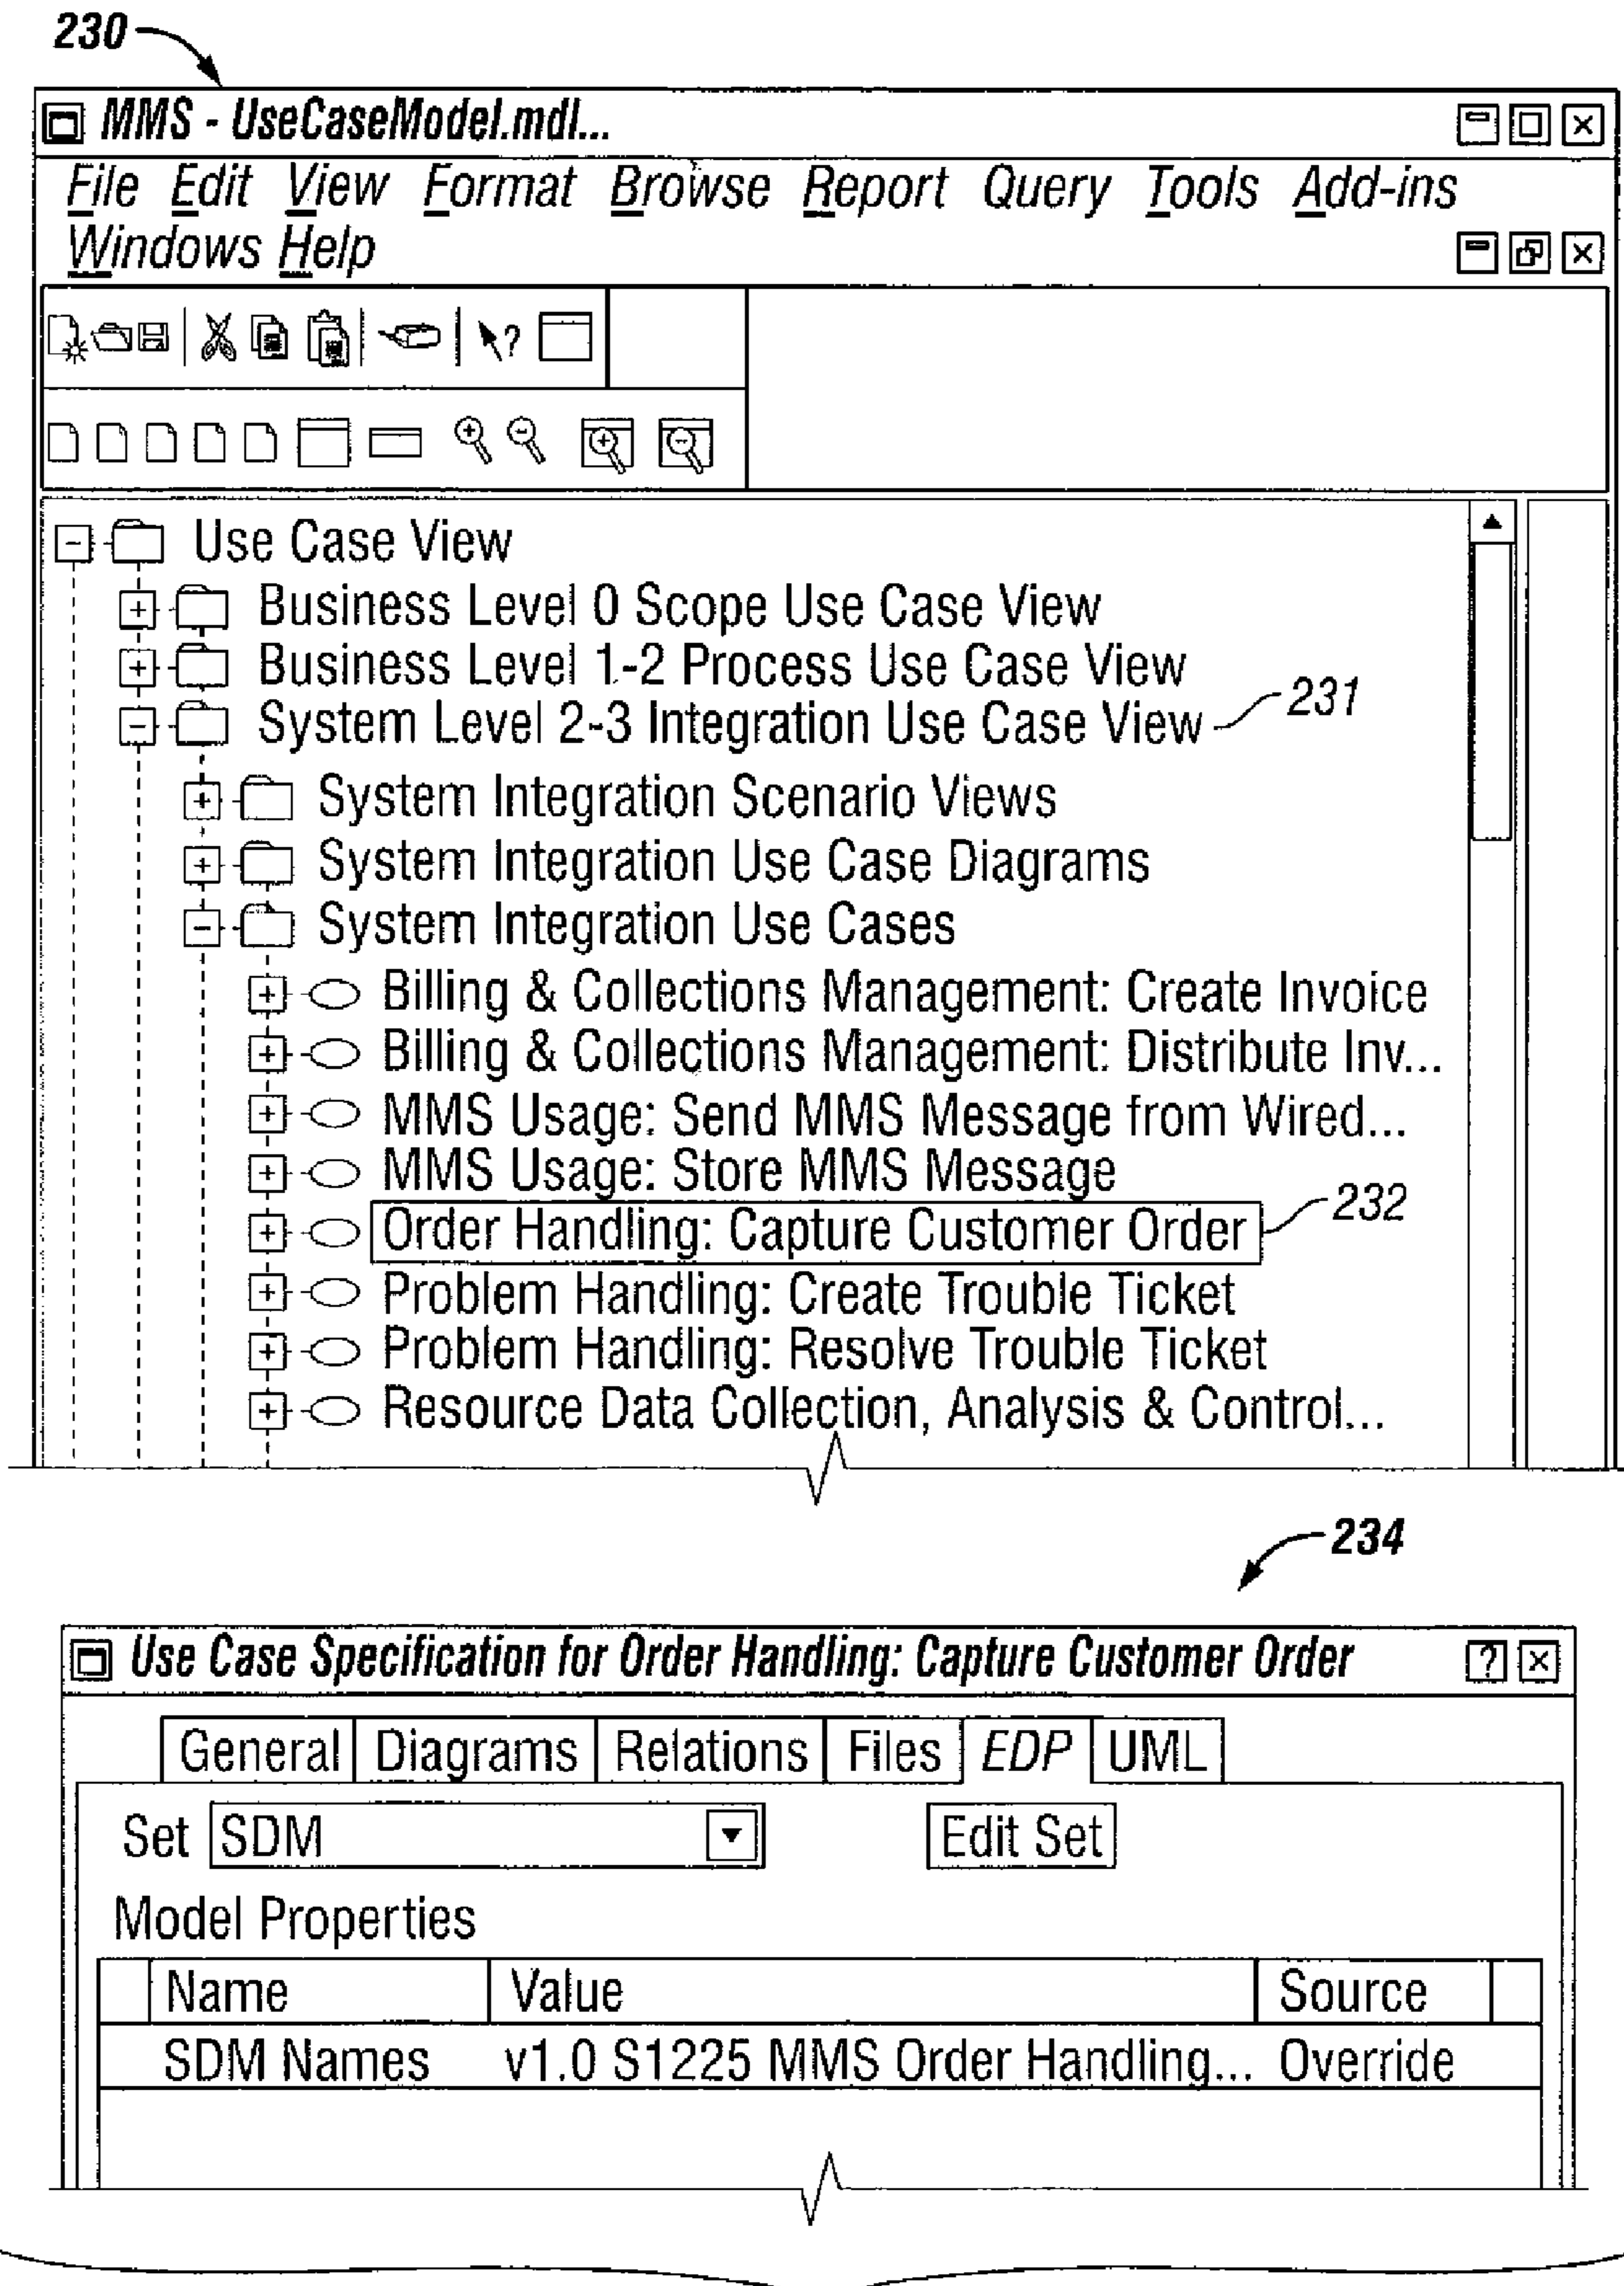 230
MMS - UseCaseModel.mdl...
File Edit View Format Browse Report Query Tools Add-ins
Windows Help
Use Case View
Business Level 0 Scope Use Case View
Business Level 1-2 Process Use Case View
System Level 2-3 Integration Use Case View 231
System Integration Scenario Views
System Integration Use Case Diagrams
System Integration Use Cases
Billing & Collections Management: Create Invoice
Billing & Collections Management: Distribute Inv...
MMS Usage: Send MMS Message from Wired...
MMS Usage: Store MMS Message
Order Handling: Capture Customer Order 232
Problem Handling: Create Trouble Ticket
Problem Handling: Resolve Trouble Ticket
Resource Data Collection, Analysis & Control...
234
Use Case Specification for Order Handling: Capture Customer Order
General Diagrams Relations Files EDP UML
Set SDM Edit Set
Model Properties
Name Value Source
SDM Names v1.0 S1225 MMS Order Handling... Override